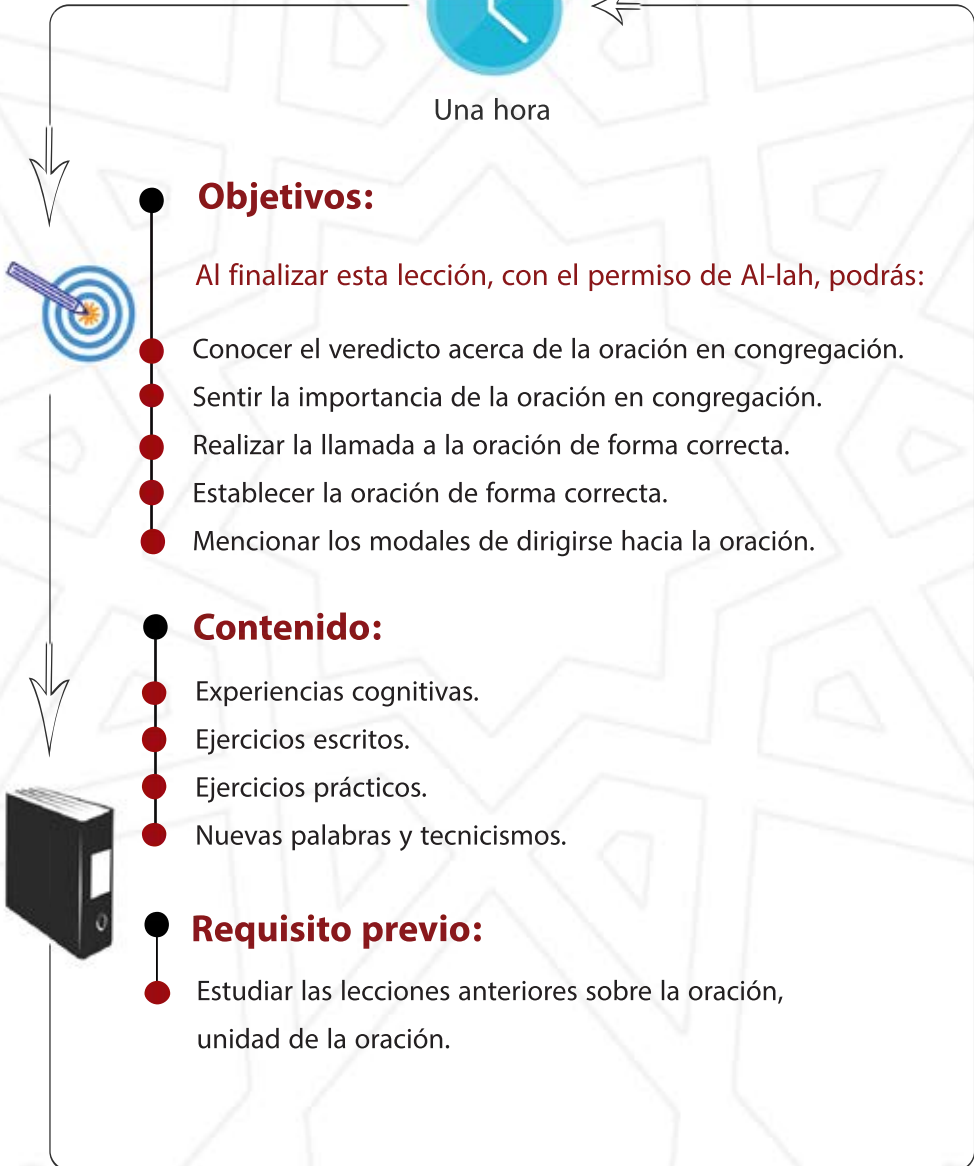 Una hora
Objetivos:
Al finalizar esta lección, con el permiso de Al-lah, podrás:
Conocer el veredicto acerca de la oración en congregación.
Sentir la importancia de la oración en congregación.
Realizar la llamada a la oración de forma correcta.
Establecer la oración de forma correcta.
Mencionar los modales de dirigirse hacia la oración.
Contenido:
Experiencias cognitivas.
Ejercicios escritos.
Ejercicios prácticos.
Nuevas palabras y tecnicismos.
Requisito previo:
Estudiar las lecciones anteriores sobre la oración,
unidad de la oración.